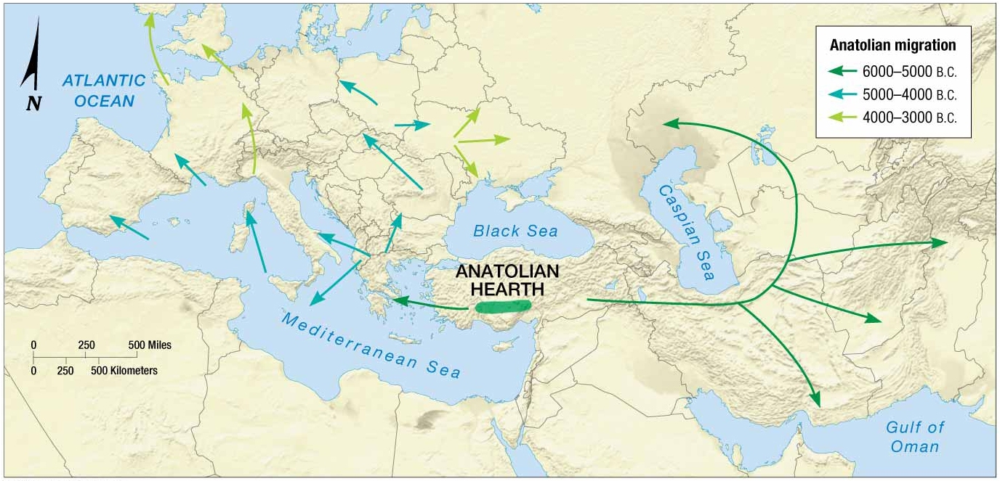 Anatolian migration
6000–5000 B.C.
5000–4000 B.C.
4000–3000 B.C.
ATLANTIC
OCEAN
N
Caspian Sea
Black Sea
ANATOLIAN
HEARTH
Mediterranean Sea
0 250 500 Miles
0 250 500 Kilometers
Gulf of
Oman